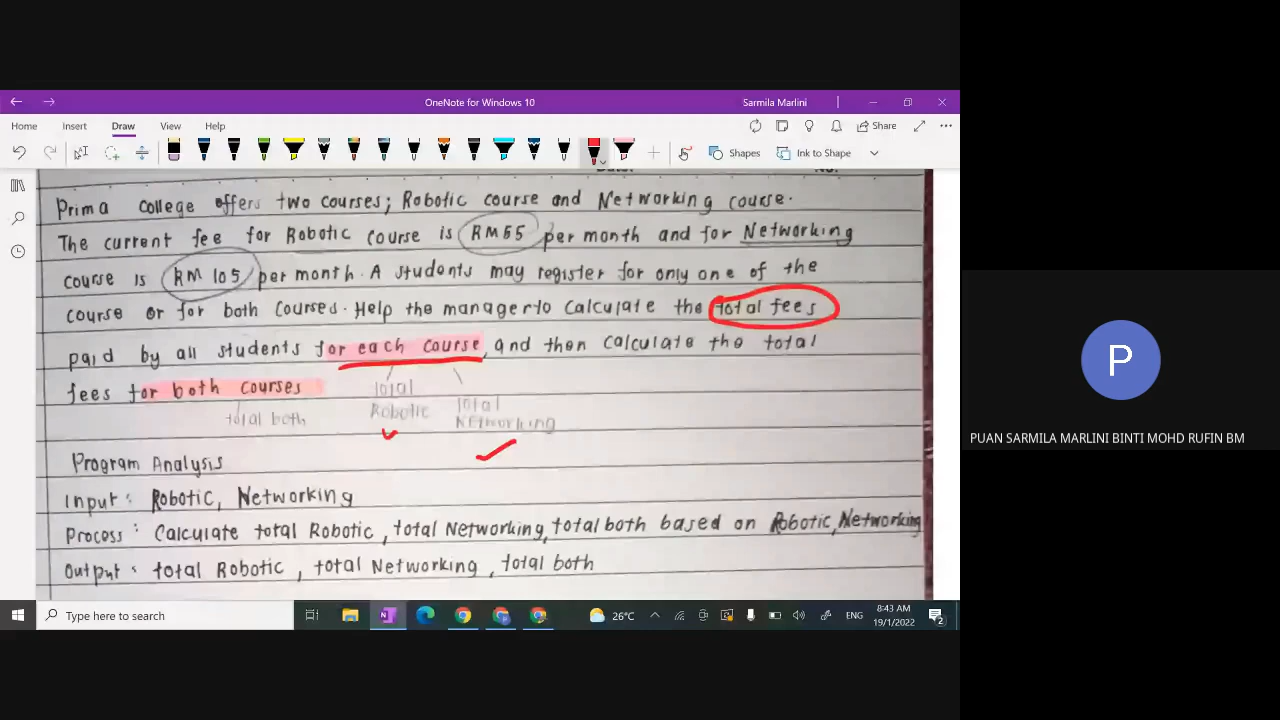 OneNote for Windows 10
Sarmila Marlini
Home Insert Draw View Help
Share
Shapes
Ink to Shape
Prima college offers two courses; Robotic course and Networking course.
The current fee for Robotic course is RM55 per month and for Networking
course is RM 105 per month. A students may register for only one of the
course or for both courses. Help the manager to calculate the total fees
paid by all students for each course, and then calculate the total
fees for both courses
total both
total Robotic
total Networking
Program Analysis
Input: Robotic, Networking
Process: Calculate total Robotic, total Networking, total both based on Robotic, Networking
Output: total Robotic, total Networking, total both
P
PUAN SARMILA MARLINI BINTI MOHD RUFIN BM
Type here to search
26°C
ENG
8:43 AM
19/1/2022
2